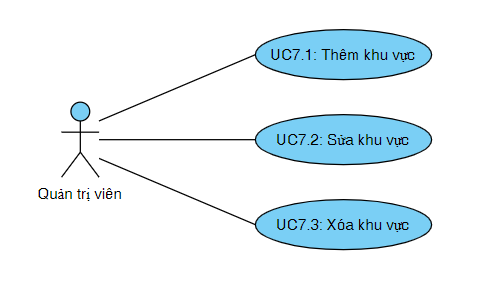 UC7.1: Thêm khu vực
UC7.2: Sửa khu vực
Quản trị viên
UC7.3: Xóa khu vực